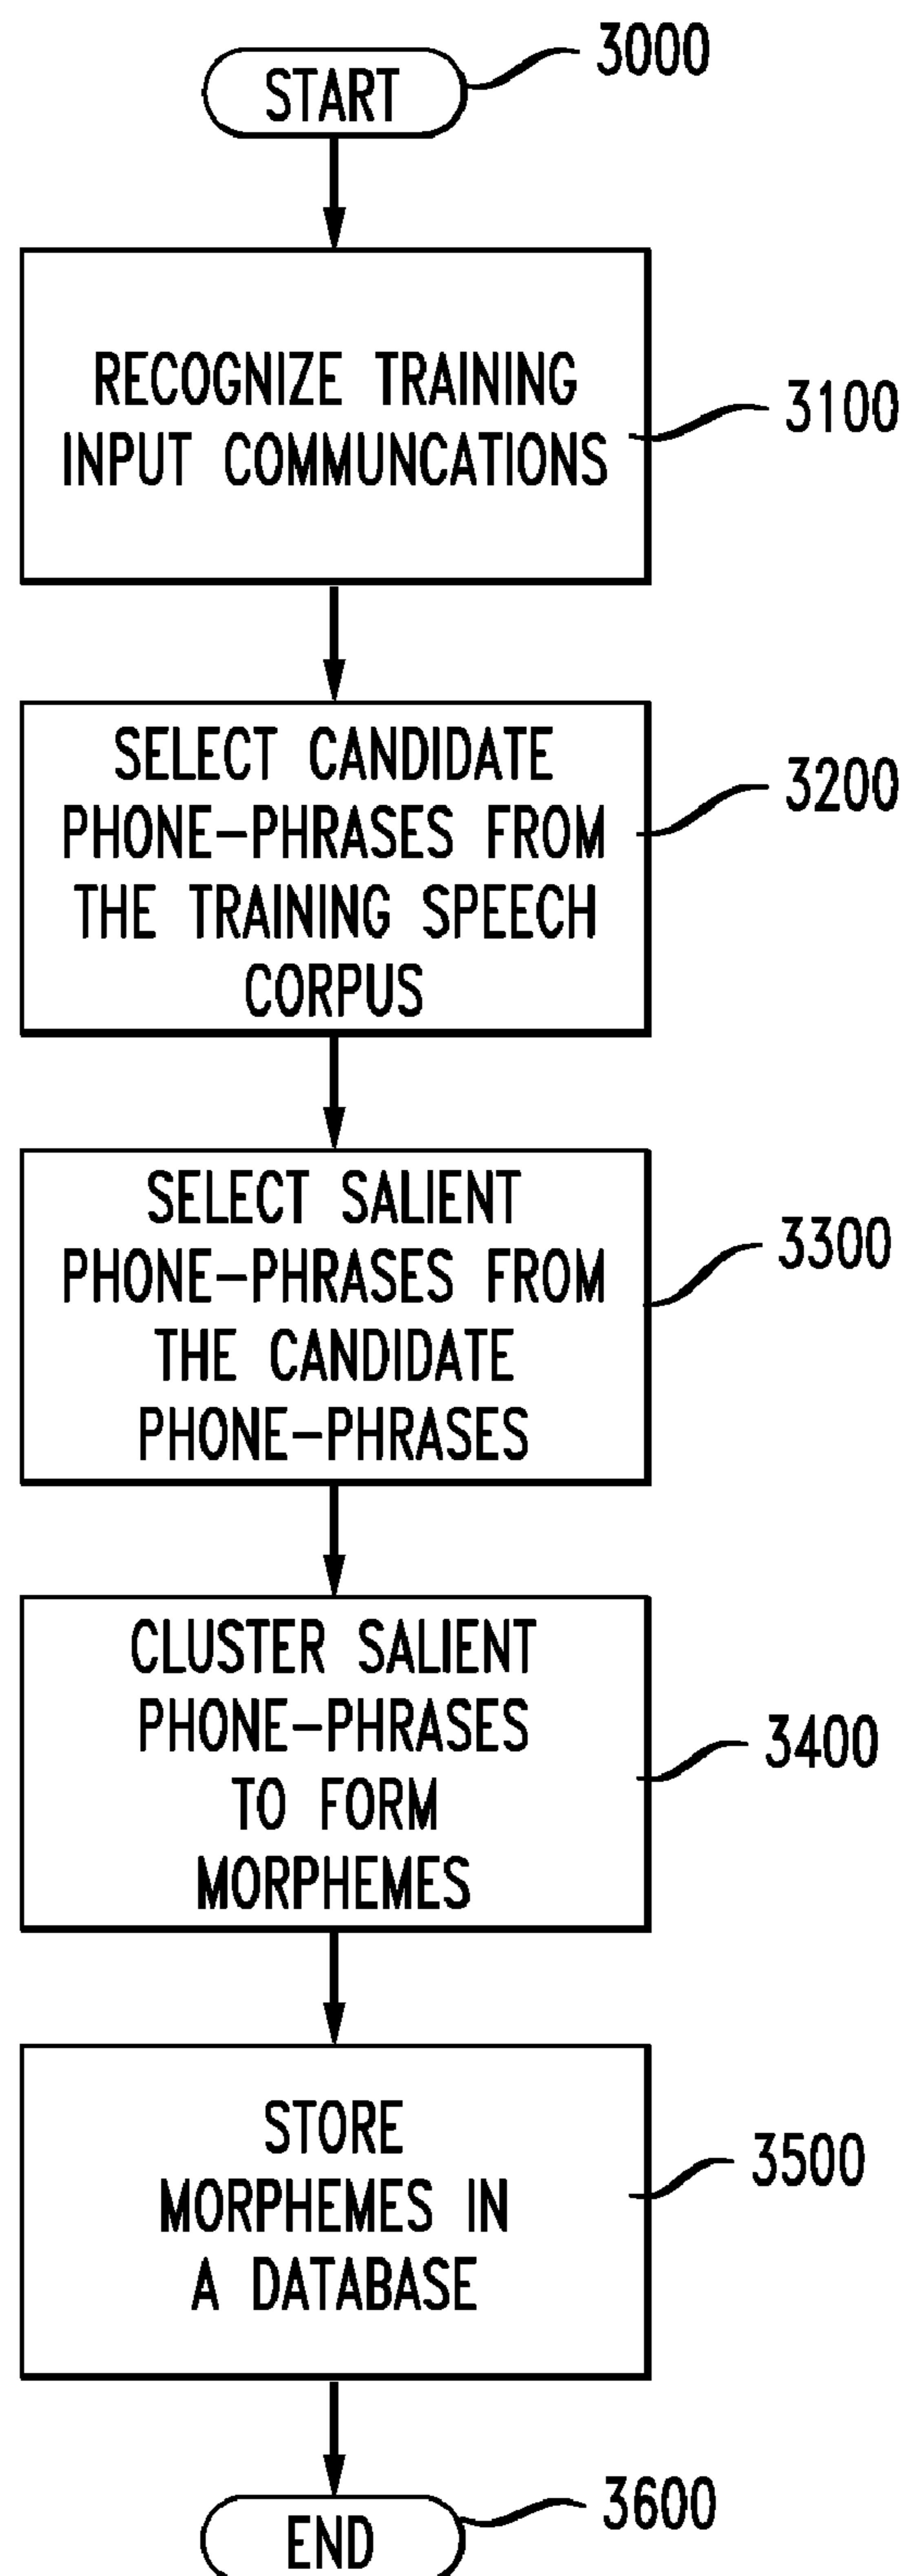 START
3000
RECOGNIZE TRAINING
INPUT COMMUNCATIONS
3100
SELECT CANDIDATE
PHONE-PHRASES FROM
THE TRAINING SPEECH
CORPUS
3200
SELECT SALIENT
PHONE-PHRASES FROM
THE CANDIDATE
PHONE-PHRASES
3300
CLUSTER SALIENT
PHONE-PHRASES
TO FORM
MORPHEMES
3400
STORE
MORPHEMES IN
A DATABASE
3500
END
3600